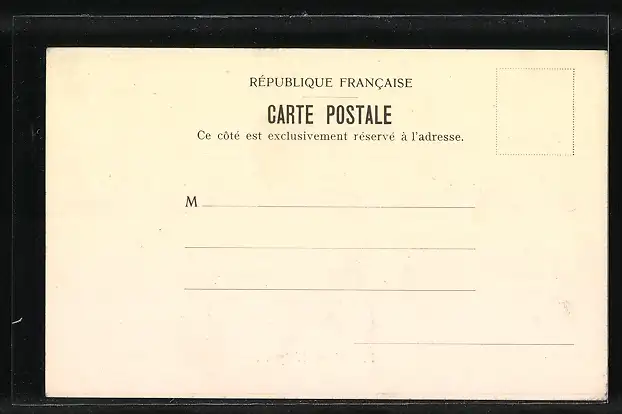 RÉPUBLIQUE FRANÇAISE
CARTE POSTALE
Ce côté est exclusivement réservé à l'adresse.
M